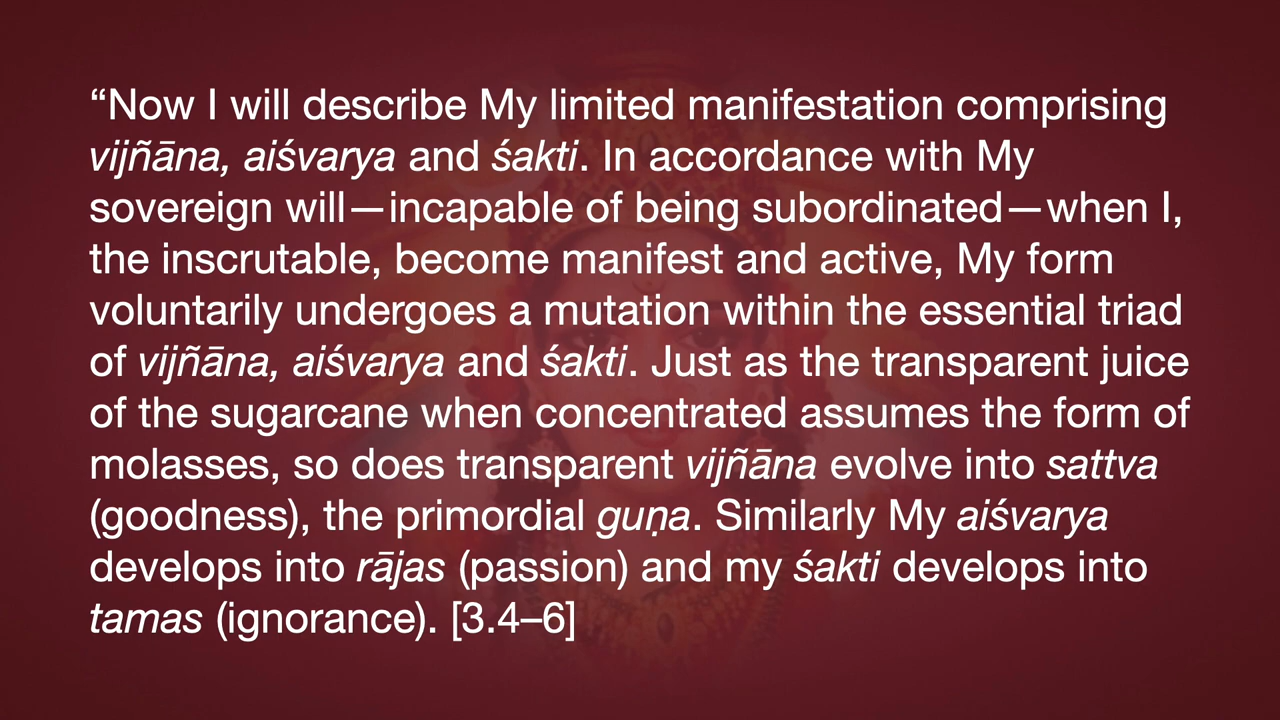 “Now I will describe My limited manifestation comprising
vijñāna, aiśvarya and śakti. In accordance with My
sovereign will—incapable of being subordinated—when I,
the inscrutable, become manifest and active, My form
voluntarily undergoes a mutation within the essential triad
of vijñāna, aiśvarya and śakti. Just as the transparent juice
of the sugarcane when concentrated assumes the form of
molasses, so does transparent vijñāna evolve into sattva
(goodness), the primordial guṇa. Similarly My aiśvarya
develops into rājas (passion) and my śakti develops into
tamas (ignorance). [3.4–6]